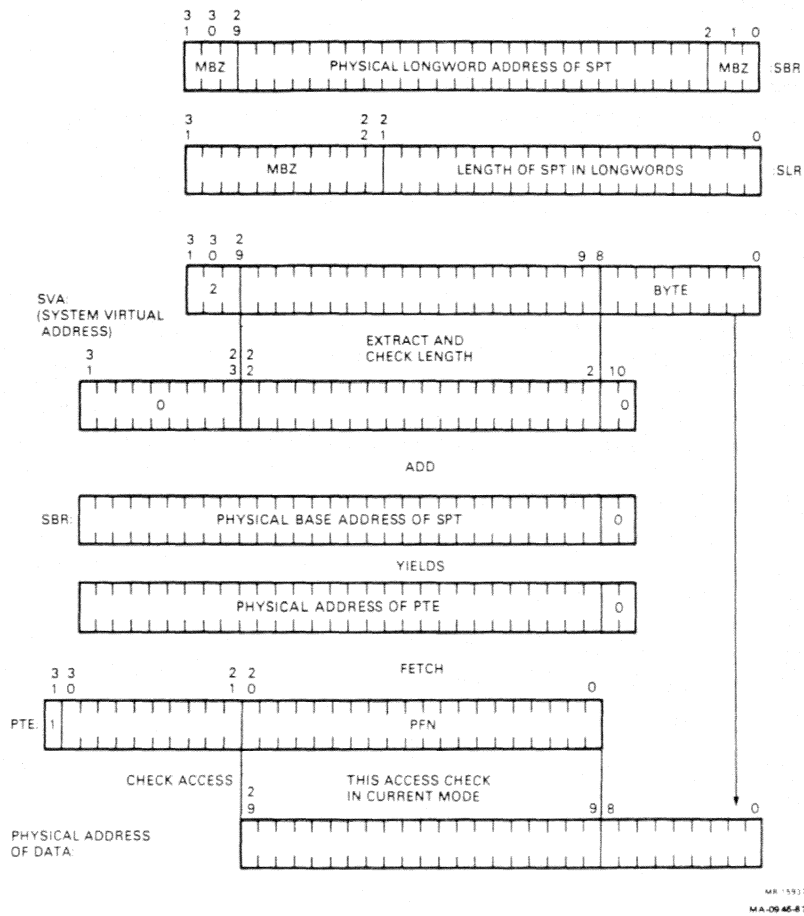 3 3 2
1 0 9 2 1 0
MBZ PHYSICAL LONGWORD ADDRESS OF SPT MBZ :SBR
3 2 2
1 2 1 0
MBZ LENGTH OF SPT IN LONGWORDS :SLR
3 3 2
1 0 9 9 8 0
2 BYTE
SVA:
(SYSTEM VIRTUAL
ADDRESS)
EXTRACT AND
CHECK LENGTH
3 2 2
1 3 2 2 1 0
0 0
ADD
SBR: PHYSICAL BASE ADDRESS OF SPT 0
YIELDS
PHYSICAL ADDRESS OF PTE 0
FETCH
3 3 2 2
1 0 1 0 0
PTE: 1 PFN
CHECK ACCESS
THIS ACCESS CHECK
IN CURRENT MODE
2
9 9 8 0
PHYSICAL ADDRESS
OF DATA: